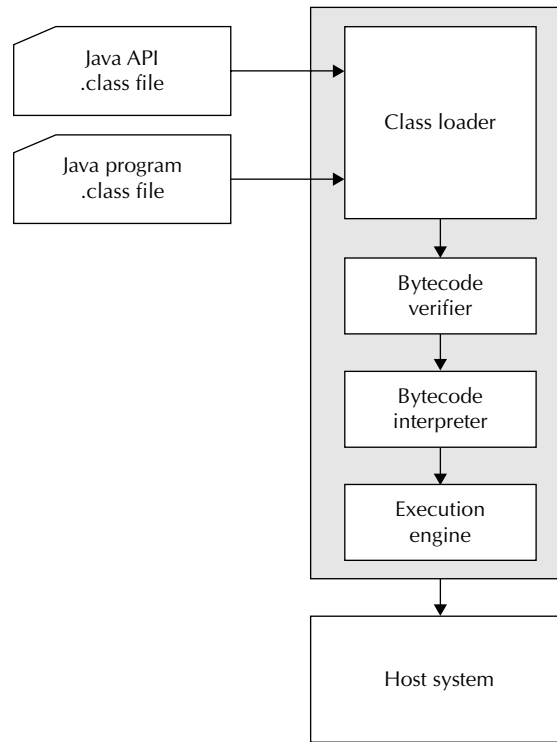 Java API
.class file
Java program
.class file
Class loader
Bytecode
verifier
Bytecode
interpreter
Execution
engine
Host system